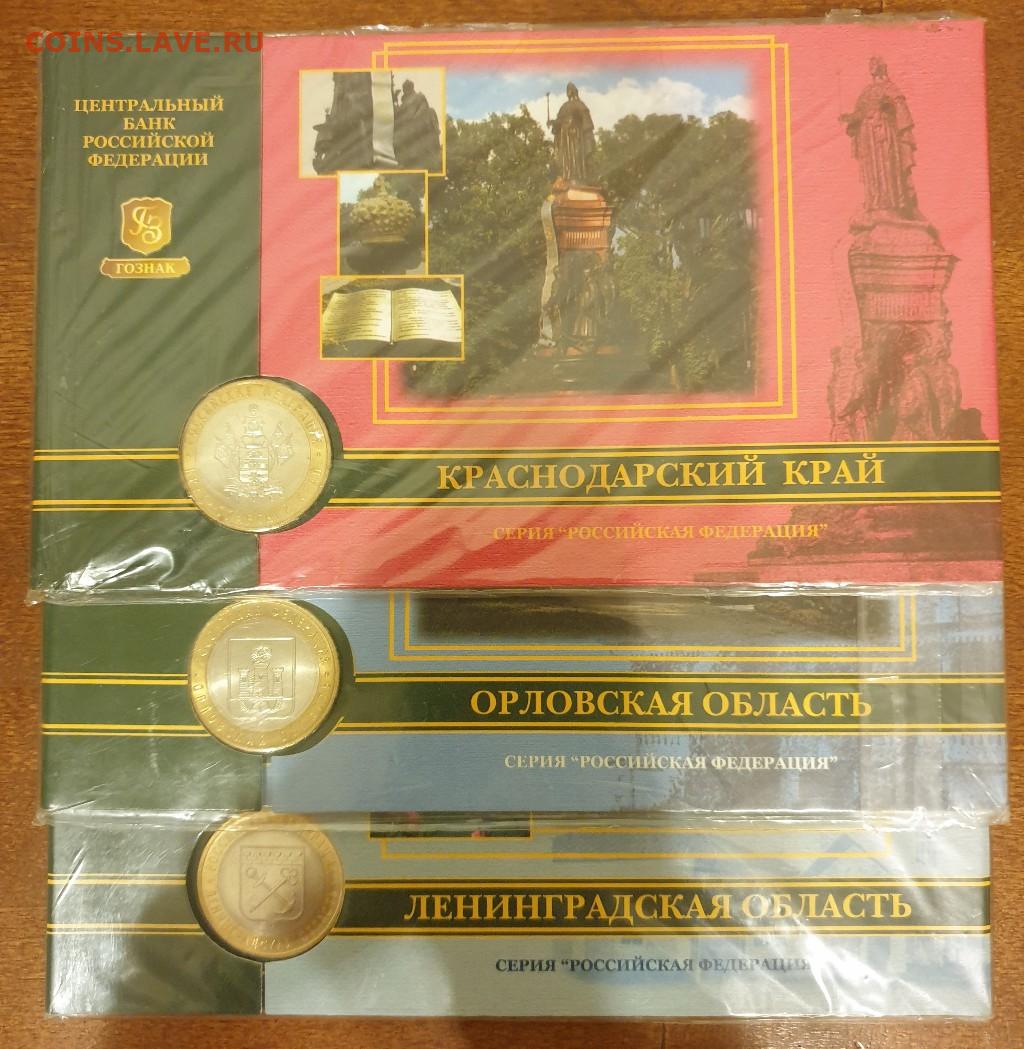 COINS.LAVE.RU
ЦЕНТРАЛЬНЫЙ
БАНК
РОССИЙСКОЙ
ФЕДЕРАЦИИ
ГОЗНАК
КРАСНОДАРСКИЙ КРАЙ
СЕРИЯ “РОССИЙСКАЯ ФЕДЕРАЦИЯ”
ОРЛОВСКАЯ ОБЛАСТЬ
СЕРИЯ “РОССИЙСКАЯ ФЕДЕРАЦИЯ”
ЛЕНИНГРАДСКАЯ ОБЛАСТЬ
СЕРИЯ “РОССИЙСКАЯ ФЕДЕРАЦИЯ